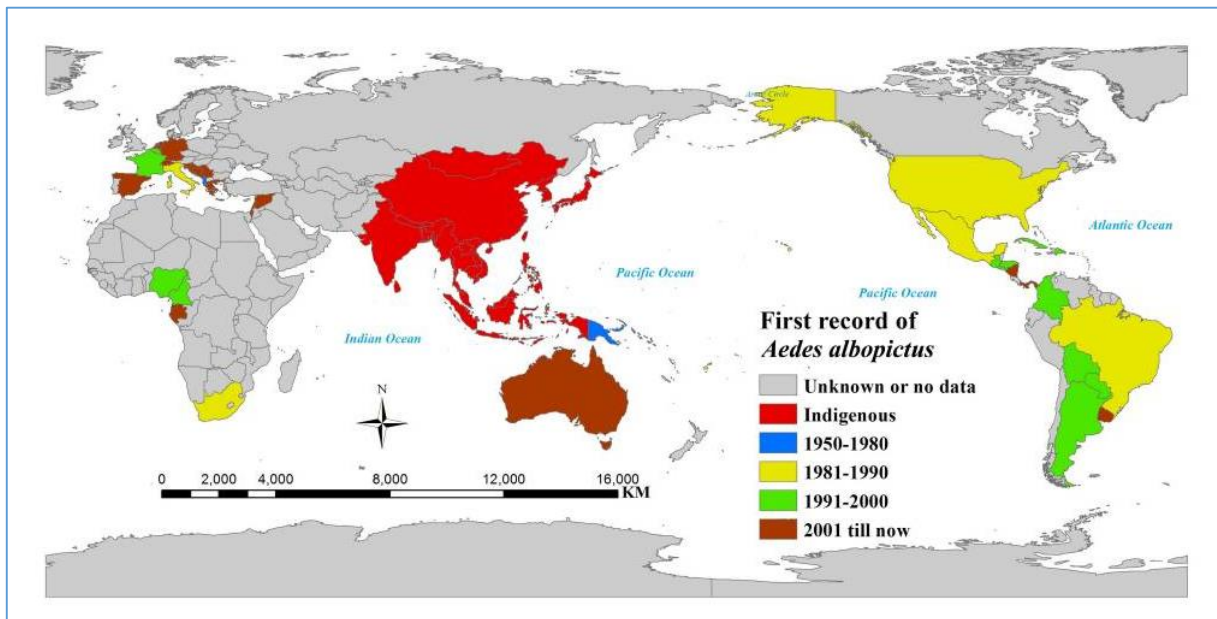 Arctic Circle
Atlantic Ocean
Pacific Ocean
Pacific Ocean
Indian Ocean
N
First record of
Aedes albopictus
Unknown or no data
Indigenous
1950-1980
1981-1990
1991-2000
2001 till now
0 2,000 4,000 8,000 12,000 16,000
KM